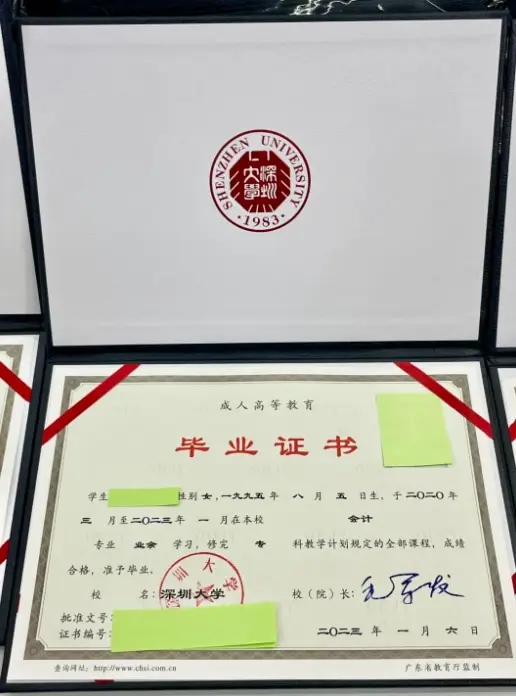 SHENZHEN UNIVERSITY
深圳
大學
·1983·
成人高等教育
毕业证书
学生 性别 女,一九九五年 八 月 五 日生,于二〇二〇年
三 月至二〇二三年 一 月在本校 会计
专业 业余 学习,修完 专 科教学计划规定的全部课程,成绩
合格,准予毕业。
校 名:深圳大学 校(院)长:
批准文号:
证书编号: 二〇二三 年 一 月 六 日
查询网址:http://www.chsi.com.cn 广东省教育厅监制